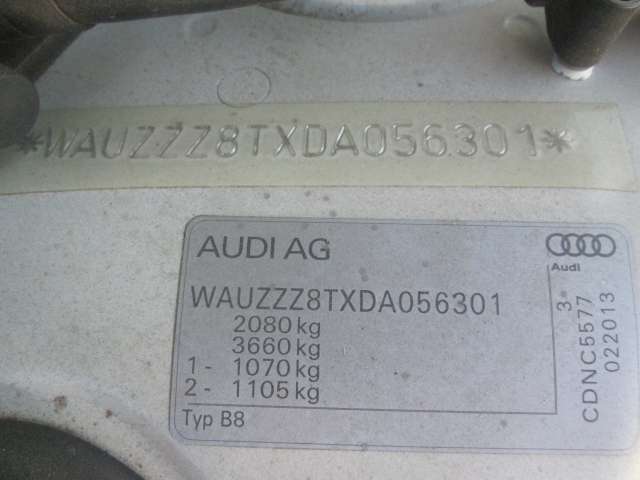 *WAUZZZ8TXDA056301*
AUDI AG
Audi
WAUZZZ8TXDA056301
2080 kg
3660 kg
1- 1070 kg
2- 1105 kg
Typ B8
3-
CDNC5577
022013